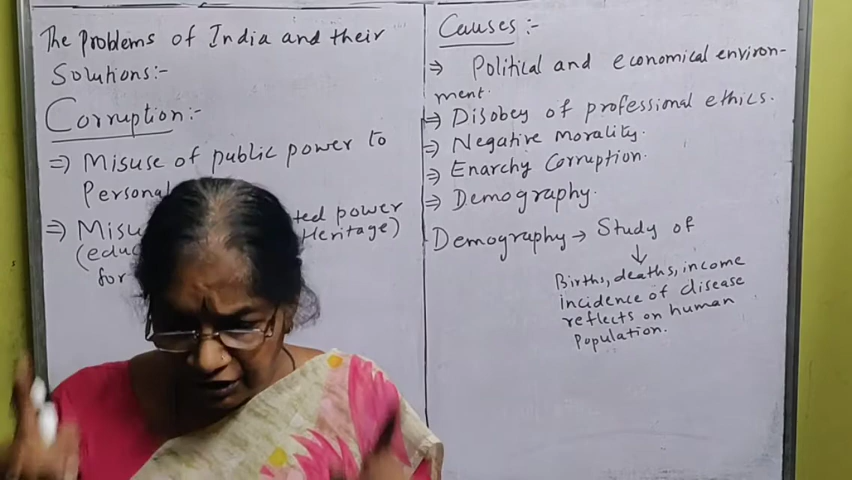 The Problems of India and their
Solutions:-
Corruption:-
⇒ Misuse of public power to
Personal
⇒ Misu ted power
(educ Heritage)
for
Causes:-
⇒ Political and economical environ-
ment.
⇒ Disobey of professional ethics.
⇒ Negative morality.
⇒ Enarchy Corruption.
⇒ Demography.
Demography → Study of
↓
Births, deaths, income
incidence of disease
reflects on human
Population.